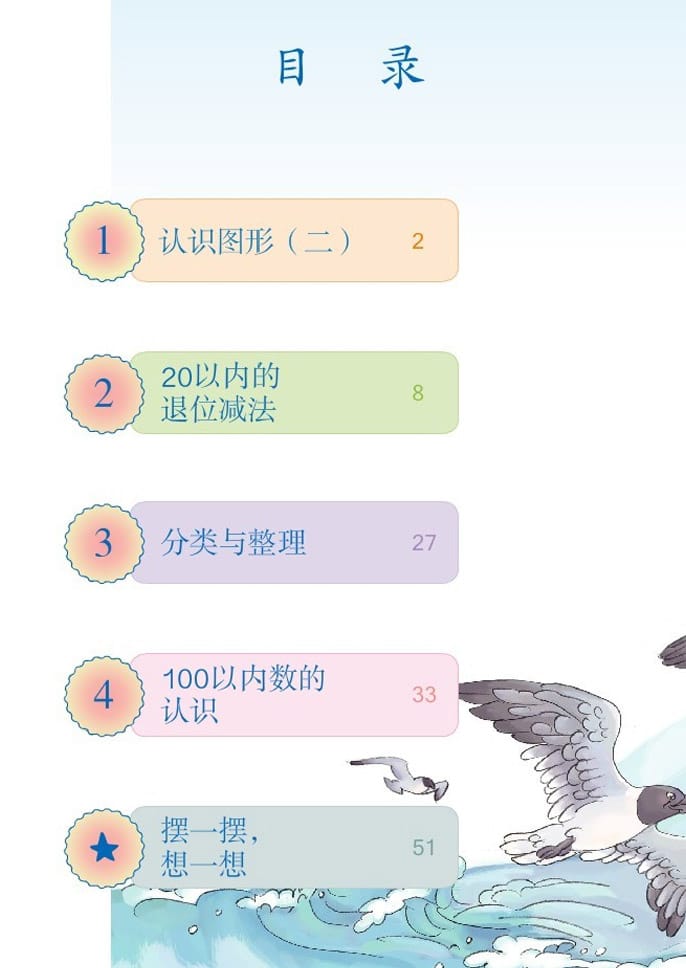 目 录
1 认识图形（二） 2
2 20以内的
退位减法 8
3 分类与整理 27
4 100以内数的
认识 33
★ 摆一摆，
想一想 51